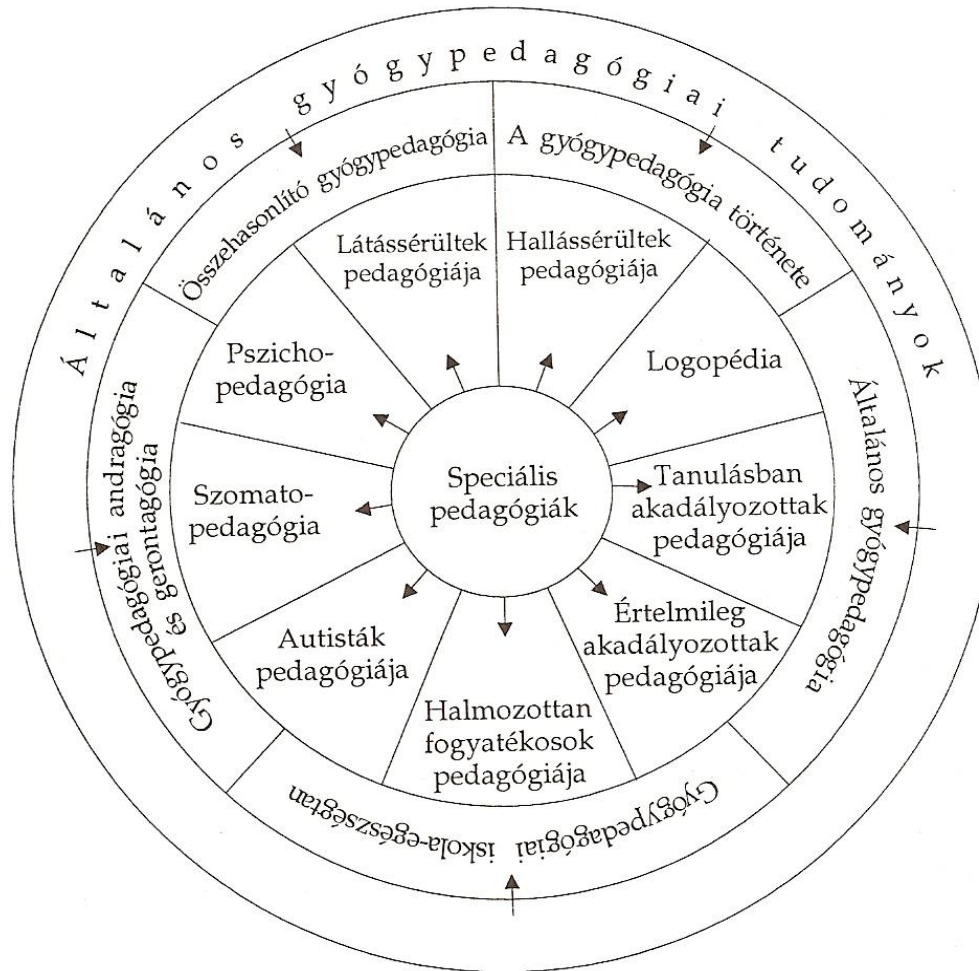 Általános gyógypedagógiai tudományok
Összehasonlító gyógypedagógia
A gyógypedagógia története
Általános gyógypedagógia
Gyógypedagógiai iskola-egészségtan
Gyógypedagógiai andragógia
és gerontagógia
Látássérültek
pedagógiája
Hallássérültek
pedagógiája
Logopédia
Tanulásban
akadályozottak
pedagógiája
Értelmileg
akadályozottak
pedagógiája
Halmozottan
fogyatékosok
pedagógiája
Autisták
pedagógiája
Szomato-
pedagógia
Pszicho-
pedagógia
Speciális
pedagógiák